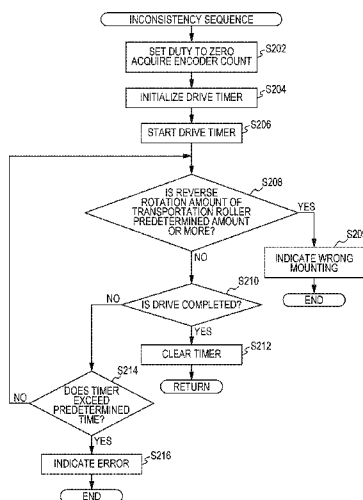 INCONSISTENCY SEQUENCE
S202
SET DUTY TO ZERO
ACQUIRE ENCODER COUNT
S204
INITIALIZE DRIVE TIMER
S206
START DRIVE TIMER
S208
IS REVERSE
ROTATION AMOUNT OF
TRANSPORTATION ROLLER
PREDETERMINED AMOUNT
OR MORE?
YES
S209
INDICATE WRONG
MOUNTING
END
NO
S210
NO
IS DRIVE COMPLETED?
YES
S212
CLEAR TIMER
RETURN
S214
DOES TIMER
EXCEED
PREDETERMINED
TIME?
NO
YES
S216
INDICATE ERROR
END